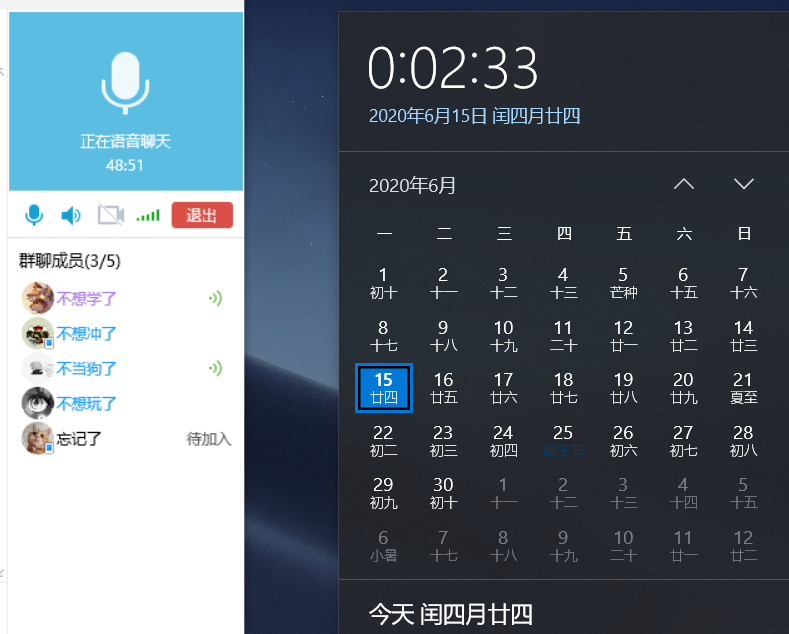 正在语音聊天
48:51
退出
群聊成员(3/5)
不想学了
不想冲了
不当狗了
不想玩了
忘记了 待加入
0:02:33
2020年6月15日 闰四月廿四
2020年6月
一 二 三 四 五 六 日
1 2 3 4 5 6 7
初十 十一 十二 十三 芒种 十五 十六
8 9 10 11 12 13 14
十七 十八 十九 二十 廿一 廿二 廿三
15 16 17 18 19 20 21
廿四 廿五 廿六 廿七 廿八 廿九 夏至
22 23 24 25 26 27 28
初二 初三 初四 端午节 初六 初七 初八
29 30 1 2 3 4 5
初九 初十 十一 十二 十三 十四 十五
6 7 8 9 10 11 12
小暑 十七 十八 十九 二十 廿一 廿二
今天 闰四月廿四